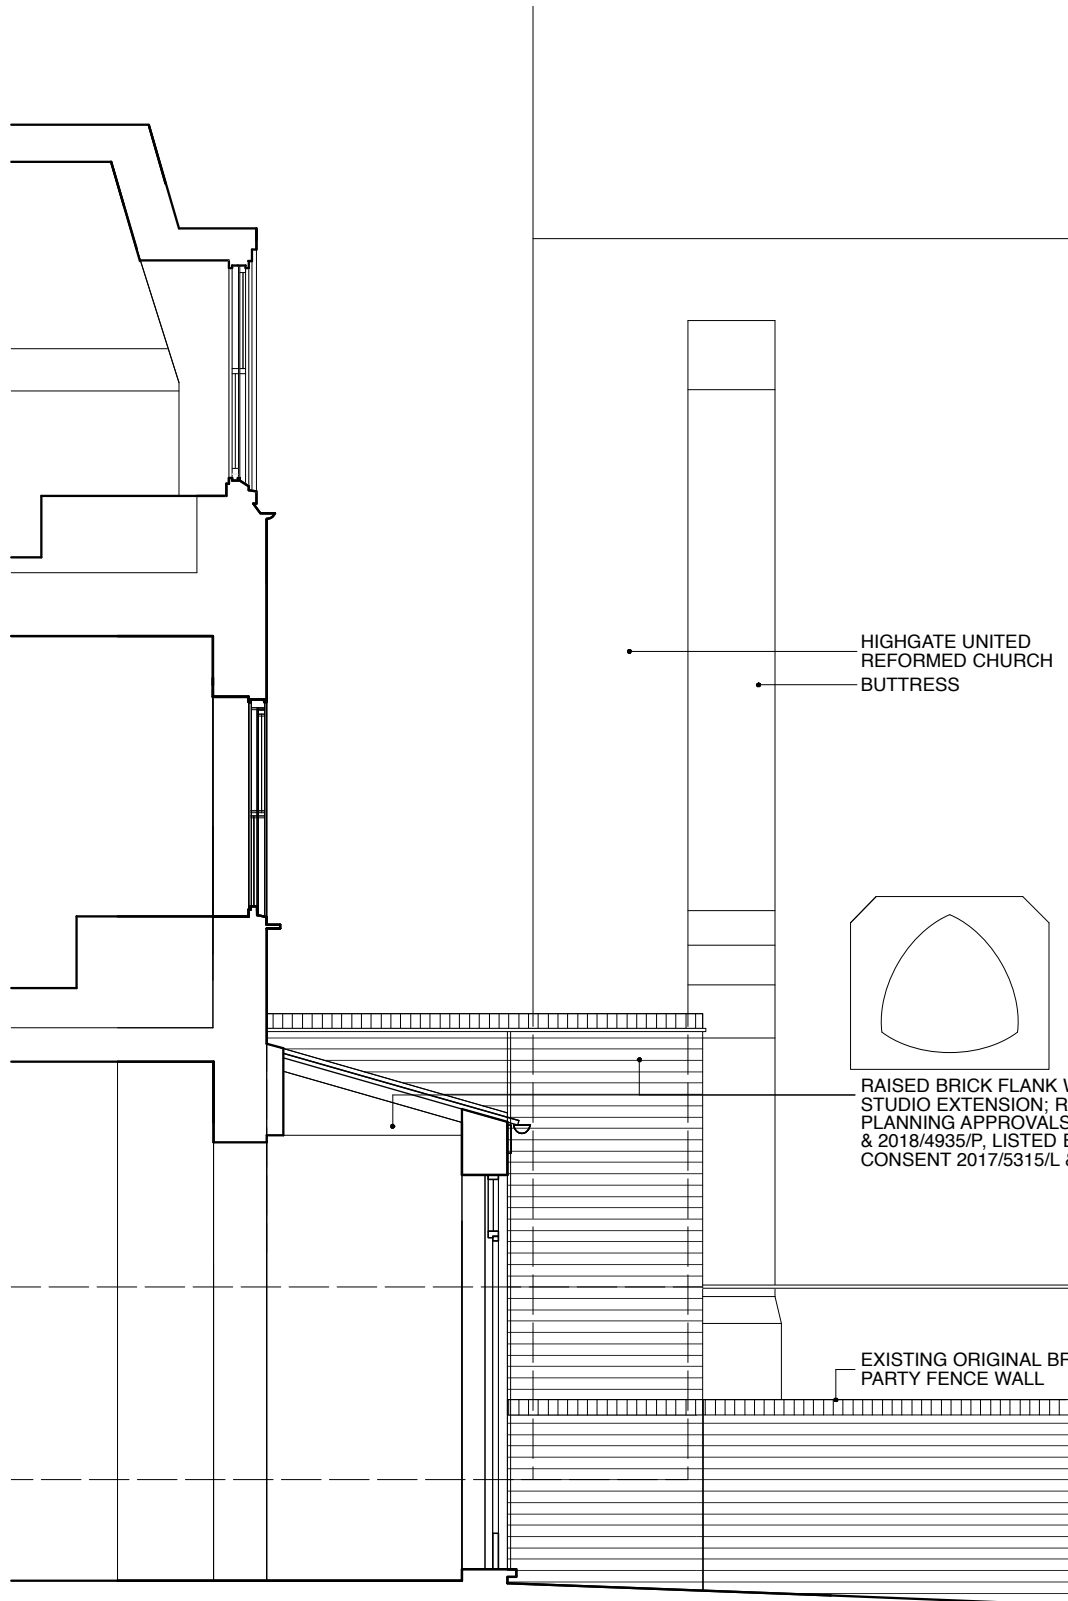 HIGHGATE UNITED
REFORMED CHURCH
BUTTRESS
RAISED BRICK FLANK
STUDIO EXTENSION;
PLANNING APPROVALS
& 2018/4935/P, LISTED
CONSENT 2017/5315/L &
EXISTING ORIGINAL
PARTY FENCE WALL